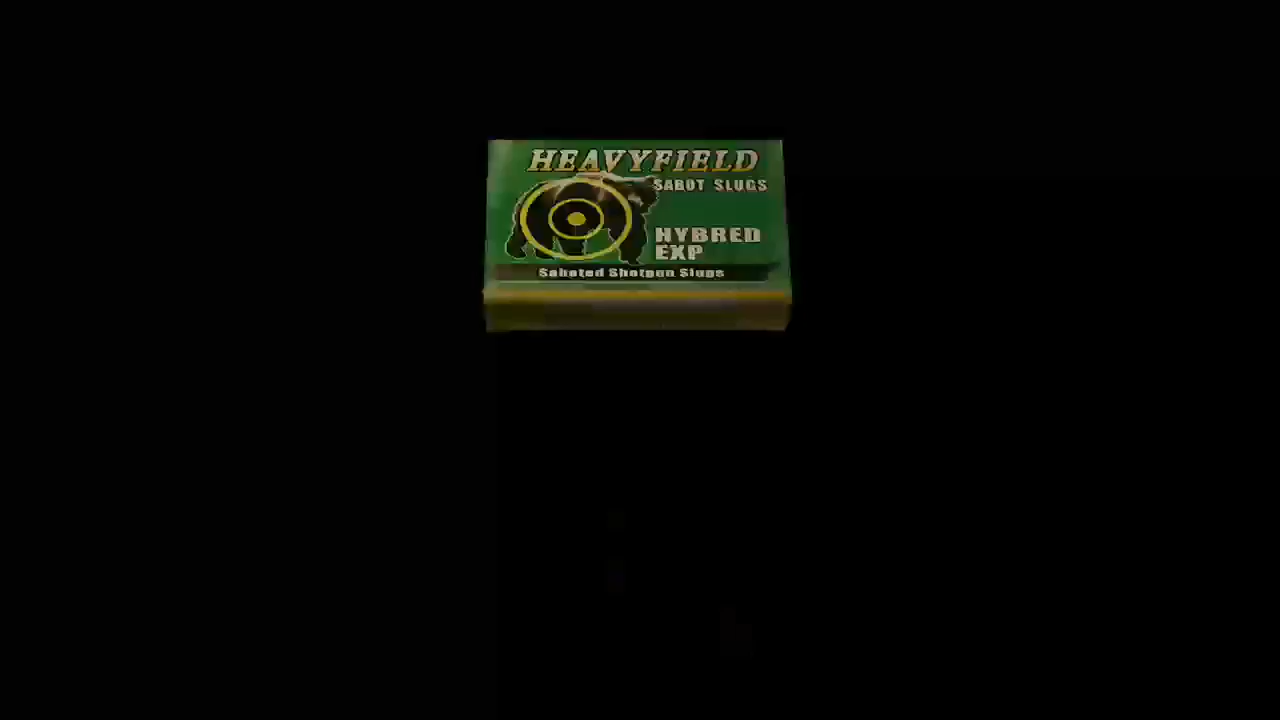 HEAVYFIELD
SABOT SLUGS
HYBRED
EXP
Saboted Shotgun Slugs